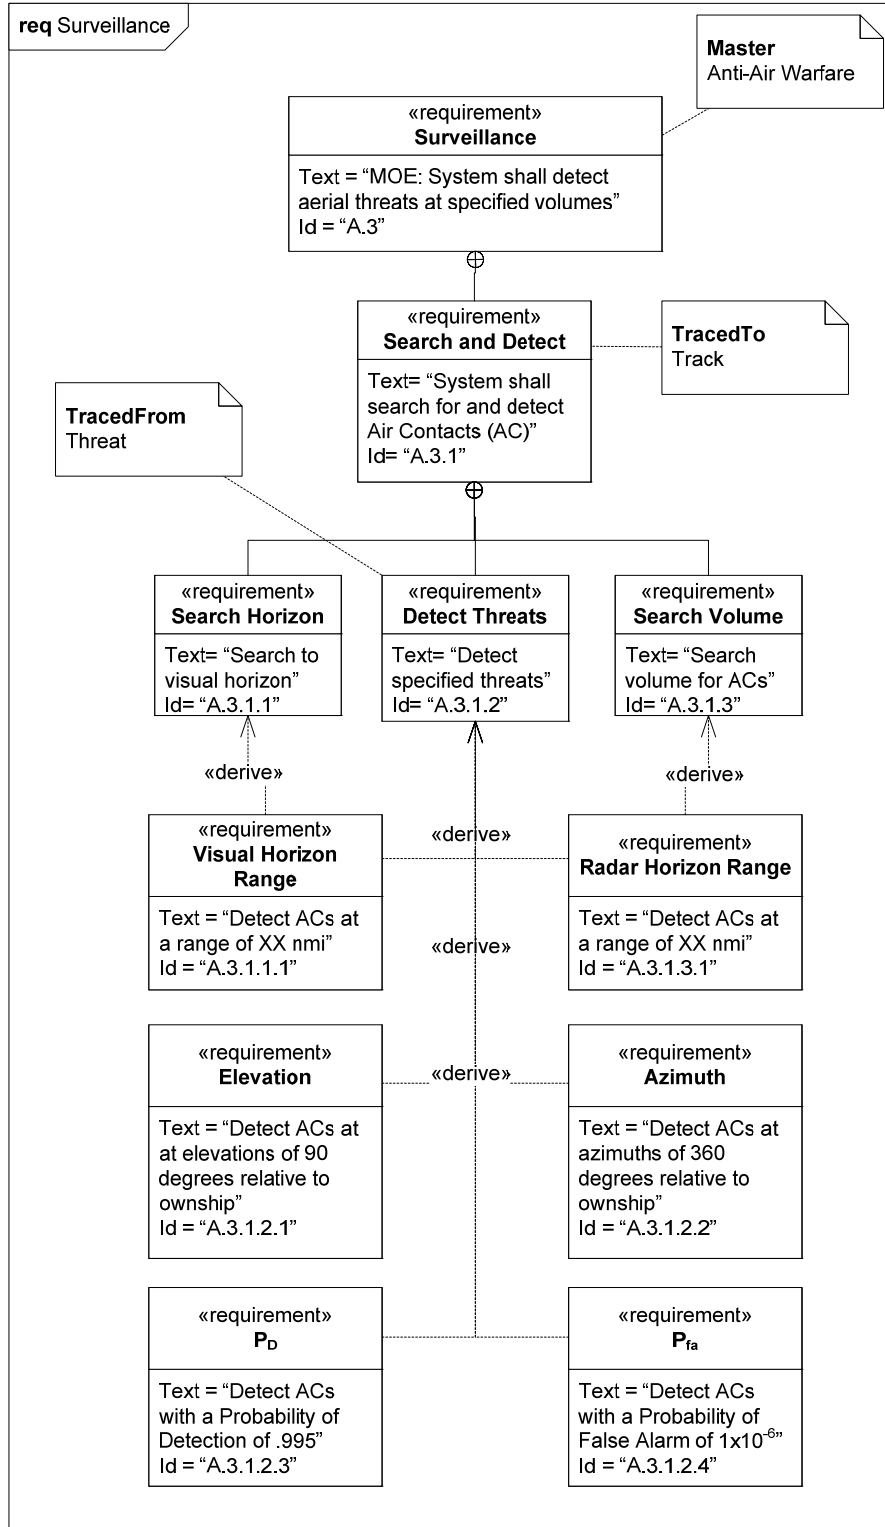 req Surveillance
Master
Anti-Air Warfare
«requirement»
Surveillance
Text = “MOE: System shall detect
aerial threats at specified volumes”
Id = “A.3”
«requirement»
Search and Detect
Text= “System shall
search for and detect
Air Contacts (AC)”
Id= “A.3.1”
TracedTo
Track
TracedFrom
Threat
«requirement»
Search Horizon
Text= “Search to
visual horizon”
Id= “A.3.1.1”
«requirement»
Detect Threats
Text= “Detect
specified threats”
Id= “A.3.1.2”
«requirement»
Search Volume
Text= “Search
volume for ACs”
Id= “A.3.1.3”
«derive»
«derive»
«requirement»
Visual Horizon
Range
Text = “Detect ACs at
a range of XX nmi”
Id = “A.3.1.1.1”
«derive»
«derive»
«requirement»
Radar Horizon Range
Text = “Detect ACs at
a range of XX nmi”
Id = “A.3.1.3.1”
«requirement»
Elevation
Text = “Detect ACs at
at elevations of 90
degrees relative to
ownship”
Id = “A.3.1.2.1”
«derive»
«requirement»
Azimuth
Text = “Detect ACs at
azimuths of 360
degrees relative to
ownship”
Id = “A.3.1.2.2”
«requirement»
P_D
Text = “Detect ACs
with a Probability of
Detection of .995”
Id = “A.3.1.2.3”
«requirement»
P_fa
Text = “Detect ACs
with a Probability of
False Alarm of 1x10⁻⁶”
Id = “A.3.1.2.4”